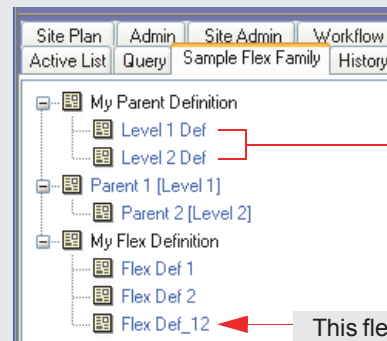 Site Plan Admin Site Admin Workflow
Active List Query Sample Flex Family History
My Parent Definition
Level 1 Def
Level 2 Def
Parent 1 [Level 1]
Parent 2 [Level 2]
My Flex Definition
Flex Def 1
Flex Def 2
Flex Def_12
This fle